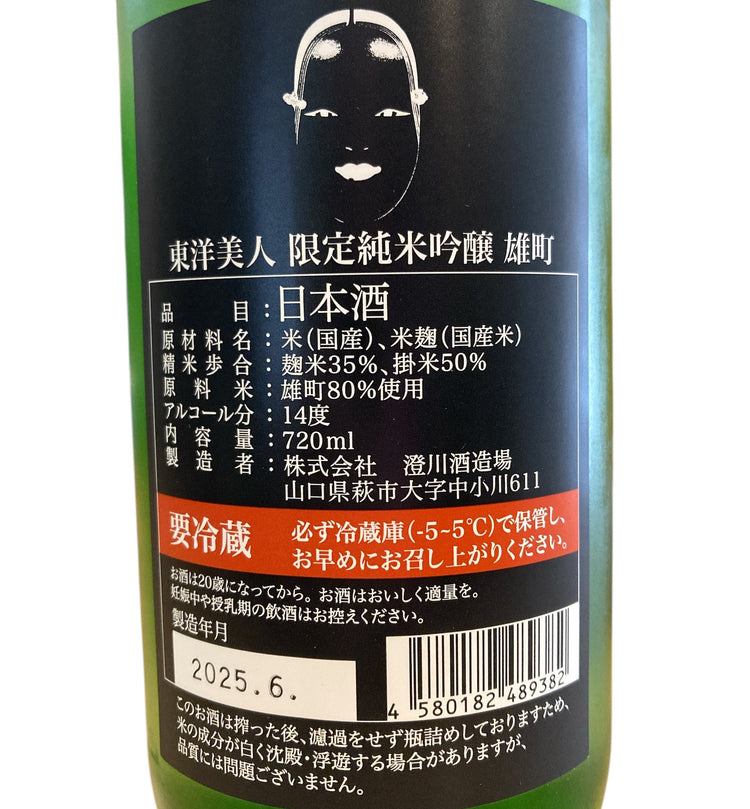 東洋美人 限定純米吟醸 雄町
品目：日本酒
原材料名：米（国産）、米麹（国産米）
精米歩合：麹米35%、掛米50%
原料米：雄町80%使用
アルコール分：14度
内容量：720ml
製造者：株式会社 澄川酒造場
山口県萩市大字中小川611
要冷蔵
必ず冷蔵庫(-5~5℃)で保管し、
お早めにお召し上がりください。
お酒は20歳になってから。お酒はおいしく適量を。
妊娠中や授乳期の飲酒はお控えください。
製造年月
2025.6.
4 580182 489382
このお酒は搾った後、濾過をせず瓶詰めしておりますため、
米の成分が白く沈殿・浮遊する場合がありますが、
品質には問題ございません。